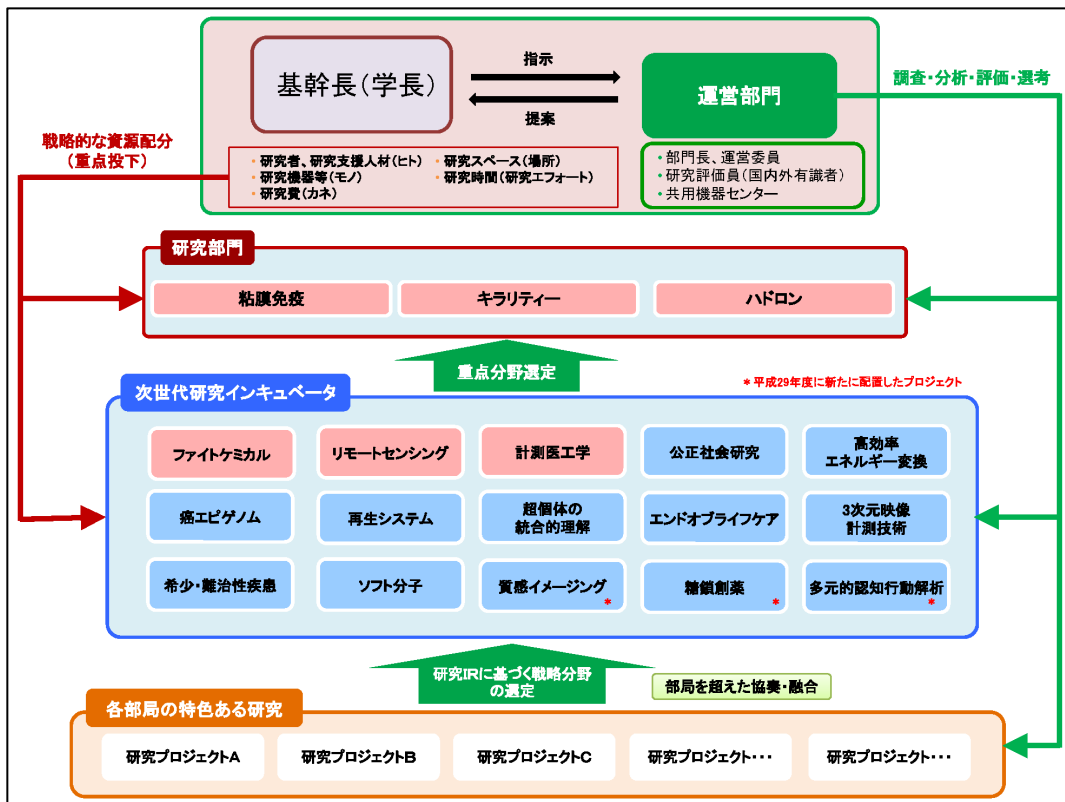 基幹長(学長)
指示
提案
運営部門
調査・分析・評価・選考
戦略的な資源配分
(重点投下)
・研究者、研究支援人材(ヒト)
・研究機器等(モノ)
・研究費(カネ)
・研究スペース(場所)
・研究時間(研究エフォート)
・部門長、運営委員
・研究評価員(国内外有識者)
・共用機器センター
研究部門
粘膜免疫
キラリティー
ハドロン
重点分野選定
*平成29年度に新たに配置したプロジェクト
次世代研究インキュベータ
ファイトケミカル
リモートセンシング
計測医工学
公正社会研究
高効率
エネルギー変換
癌エピゲノム
再生システム
超個体の
統合的理解
エンドオブライフケア
3次元映像
計測技術
希少・難治性疾患
ソフト分子
質感イメージング
*
糖鎖創薬
*
多元的認知行動解析
*
研究IRに基づく戦略分野
の選定
部局を超えた協奏・融合
各部局の特色ある研究
研究プロジェクトA
研究プロジェクトB
研究プロジェクトC
研究プロジェクト・・・
研究プロジェクト・・・